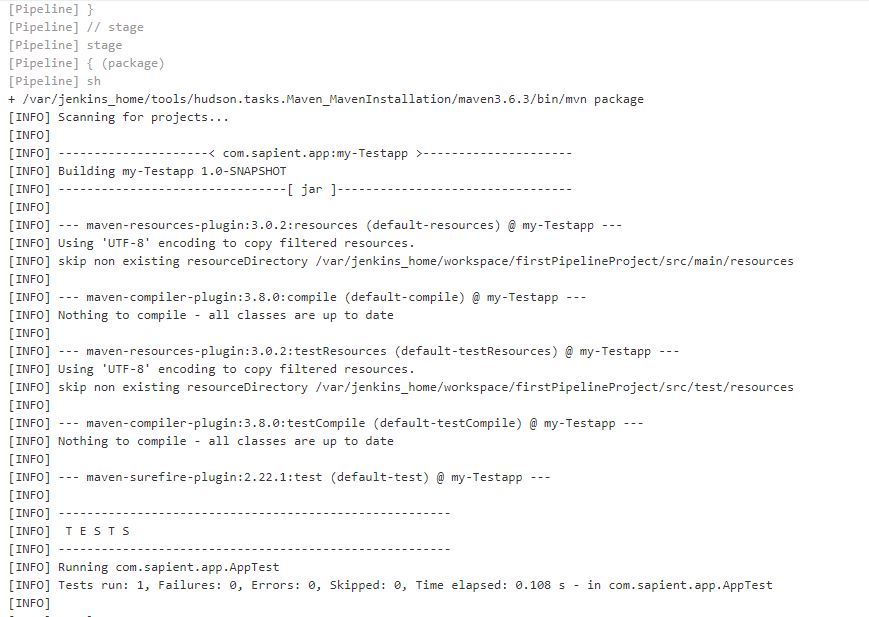 [Pipeline] }
[Pipeline] // stage
[Pipeline] stage
[Pipeline] { (package)
[Pipeline] sh
+ /var/jenkins_home/tools/hudson.tasks.Maven_MavenInstallation/maven3.6.3/bin/mvn package
[INFO] Scanning for projects...
[INFO]
[INFO] ---------------------< com.sapient.app:my-Testapp >---------------------
[INFO] Building my-Testapp 1.0-SNAPSHOT
[INFO] --------------------------------[ jar ]---------------------------------
[INFO]
[INFO] --- maven-resources-plugin:3.0.2:resources (default-resources) @ my-Testapp ---
[INFO] Using 'UTF-8' encoding to copy filtered resources.
[INFO] skip non existing resourceDirectory /var/jenkins_home/workspace/firstPipelineProject/src/main/resources
[INFO]
[INFO] --- maven-compiler-plugin:3.8.0:compile (default-compile) @ my-Testapp ---
[INFO] Nothing to compile - all classes are up to date
[INFO]
[INFO] --- maven-resources-plugin:3.0.2:testResources (default-testResources) @ my-Testapp ---
[INFO] Using 'UTF-8' encoding to copy filtered resources.
[INFO] skip non existing resourceDirectory /var/jenkins_home/workspace/firstPipelineProject/src/test/resources
[INFO]
[INFO] --- maven-compiler-plugin:3.8.0:testCompile (default-testCompile) @ my-Testapp ---
[INFO] Nothing to compile - all classes are up to date
[INFO]
[INFO] --- maven-surefire-plugin:2.22.1:test (default-test) @ my-Testapp ---
[INFO]
[INFO] -------------------------------------------------------
[INFO]  T E S T S
[INFO] -------------------------------------------------------
[INFO] Running com.sapient.app.AppTest
[INFO] Tests run: 1, Failures: 0, Errors: 0, Skipped: 0, Time elapsed: 0.108 s - in com.sapient.app.AppTest
[INFO]